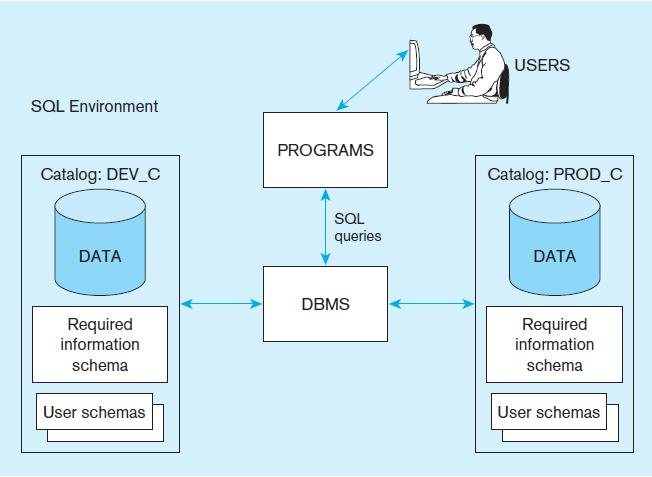 USERS
SQL Environment
PROGRAMS
SQL
queries
DBMS
Catalog: DEV_C
DATA
Required
information
schema
User schemas
Catalog: PROD_C
DATA
Required
information
schema
User schemas